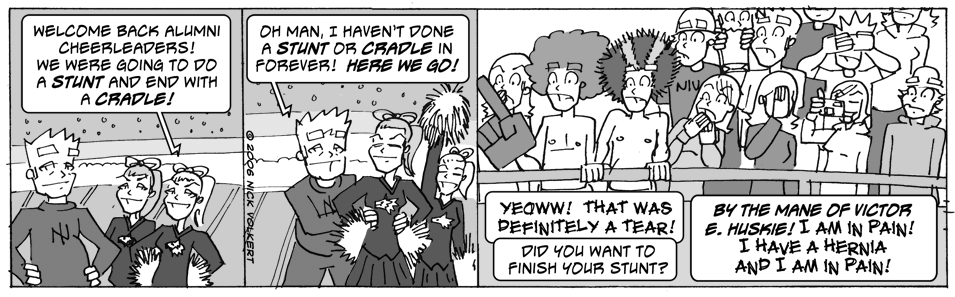 WELCOME BACK ALUMNI
CHEERLEADERS!
WE WERE GOING TO DO
A STUNT AND END WITH
A CRADLE!
N
OH MAN, I HAVEN'T DONE
A STUNT OR CRADLE IN
FOREVER! HERE WE GO!
©2006 NICK VOLKERT
N
NIU
YEOWW! THAT WAS
DEFINITELY A TEAR!
DID YOU WANT TO
FINISH YOUR STUNT?
BY THE MANE OF VICTOR
E. HUSKIE! I AM IN PAIN!
I HAVE A HERNIA
AND I AM IN PAIN!